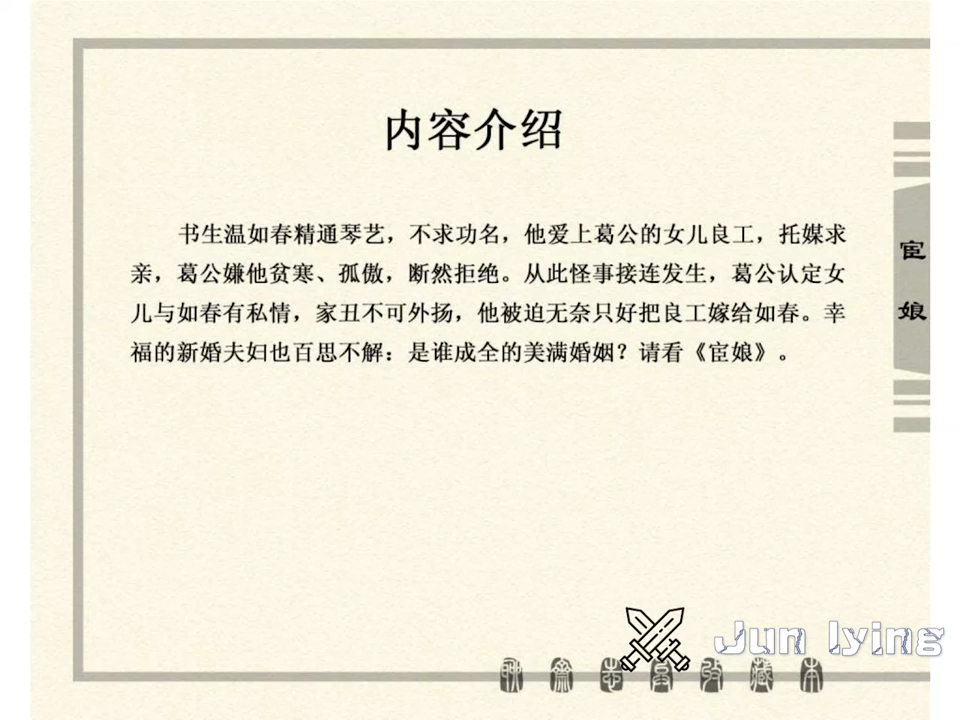 内容介绍
书生温如春精通琴艺，不求功名，他爱上葛公的女儿良工，托媒求
亲，葛公嫌他贫寒、孤傲，断然拒绝。从此怪事接连发生，葛公认定女
儿与如春有私情，家丑不可外扬，他被迫无奈只好把良工嫁给如春。幸
福的新婚夫妇也百思不解：是谁成全的美满婚姻？请看《宦娘》。
宦娘
Jun lying